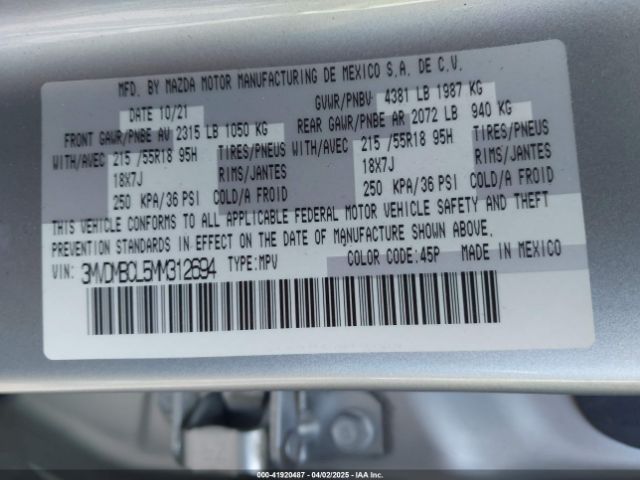 MFD. BY MAZDA MOTOR MANUFACTURING DE MEXICO S.A. DE C.V.
DATE 10/21 GVWR/PNBV 4381 LB 1987 KG
FRONT GAWR/PNBE AV 2315 LB 1050 KG REAR GAWR/PNBE AR 2072 LB 940 KG
WITH/AVEC 215 /55R18 95H TIRES/PNEUS WITH/AVEC 215 /55R18 95H TIRES/PNEUS
18X7J RIMS/JANTES 18X7J RIMS/JANTES
250 KPA/36 PSI COLD/A FROID 250 KPA/36 PSI COLD/A FROID
THIS VEHICLE CONFORMS TO ALL APPLICABLE FEDERAL MOTOR VEHICLE SAFETY AND THEFT
PREVENTION STANDARDS IN EFFECT ON THE DATE OF MANUFACTURE SHOWN ABOVE.
VIN: 3MVDMBCL5MM312694 TYPE:MPV COLOR CODE:45P MADE IN MEXICO
000-41920487 - 04/02/2025 - IAA Inc.